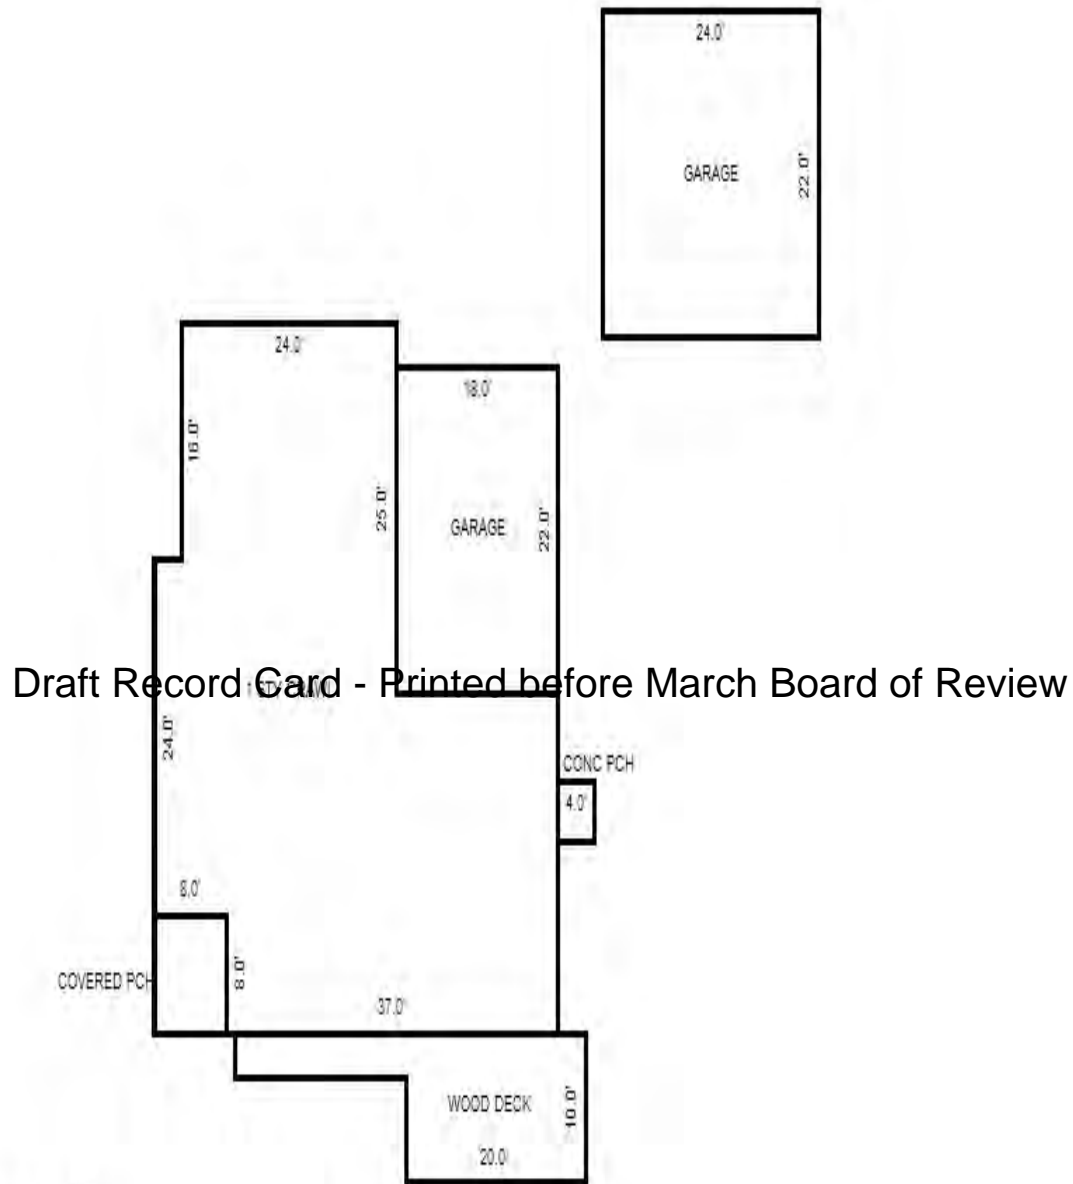 24.0'
GARAGE
22.0'
24.0'
18.0'
16.0'
25.0'
GARAGE
22.0'
Draft Record Card - Printed before March Board of Review
24.0'
CONC PCH
4.0'
8.0'
COVERED PCH
8.0'
37.0'
WOOD DECK
10.0'
20.0'